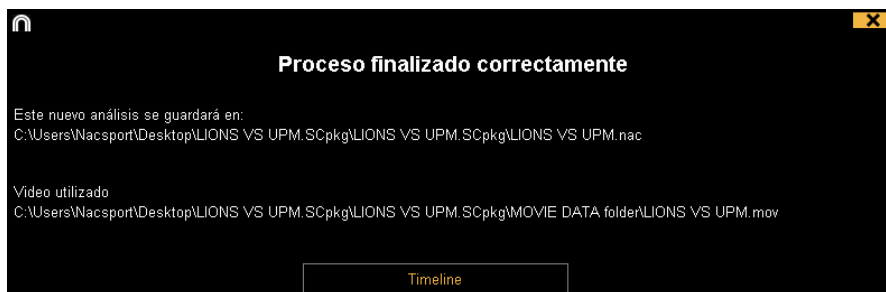 Proceso finalizado correctamente
Este nuevo análisis se guardará en:
C:\Users\Nacsport\Desktop\LIONS VS UPM.SCpkg\LIONS VS UPM.SCpkg\LIONS VS UPM.nac
Video utilizado
C:\Users\Nacsport\Desktop\LIONS VS UPM.SCpkg\LIONS VS UPM.SCpkg\MOVIE DATA folder\LIONS VS UPM.mov
Timeline